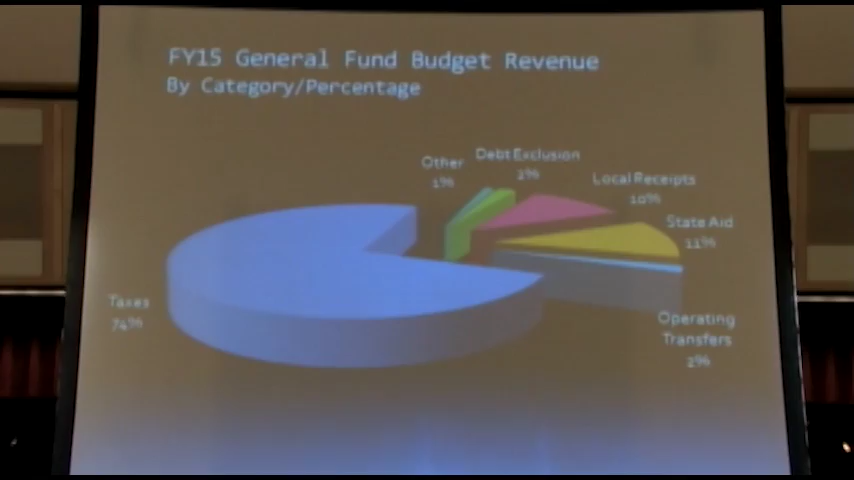 FY15 General Fund Budget Revenue
By Category/Percentage
Other
1%
Debt Exclusion
2%
Local Receipts
10%
State Aid
11%
Operating
Transfers
2%
Taxes
74%